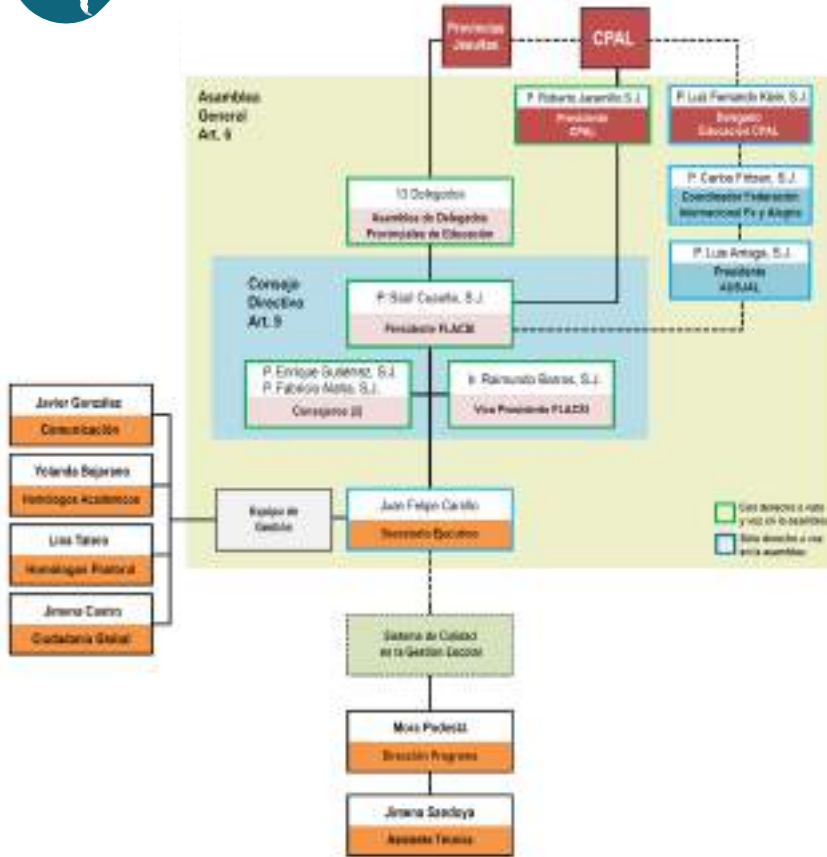 Provincias
Jesuitas
CPAL
Asamblea
General
Art. 6
P. Roberto Jaramillo S.J.
Presidente
CPAL
P. Luiz Fernando Klein, S.J.
Delegado
Educación CPAL
P. Carlos Fritzen, S.J.
Coordinador Federación
Internacional Fe y Alegría
P. Luis Arriaga, S.J.
Presidente
AUSJAL
13 Delegados
Asamblea de Delegados
Provinciales de Educación
Consejo
Directivo
Art. 9
P. Saúl Cuautle, S.J.
Presidente FLACSI
P. Enrique Gutiérrez, S.J.
P. Fabricio Alaña, S.J.
Consejeros (2)
Ir. Raimundo Barros, S.J.
Vice Presidente FLACSI
Javier González
Comunicación
Yolanda Bejarano
Homólogos Académicos
Lina
Homólogos Pastoral
Jimena Castro
Ciudadanía Global
Equipo de
Gestión
Juan Felipe Carrillo
Secretario Ejecutivo
Con derecho a voto
y voz en la asamblea
Solo derecho a voz
en la asamblea
Sistema de Calidad
en la Gestión Escolar
Mora Podestá
Dirección Programa
Jimena Sandoya
Asistente Técnica